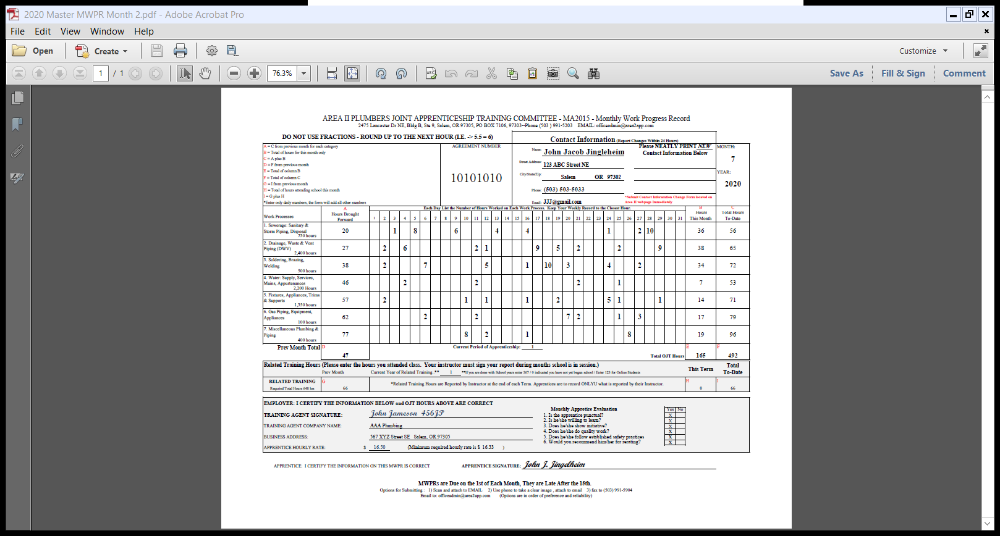 2020 Master MWPR Month 2.pdf - Adobe Acrobat Pro
File Edit View Window Help
Open Create Customize
1 / 1 76.3% Save As Fill & Sign Comment
AREA II PLUMBERS JOINT APPRENTICESHIP TRAINING COMMITTEE - MA2015 - Monthly Work Progress Record
2475 Lancaster Dr NE, Bldg B, Ste 9, Salem, OR 97305, PO BOX 7106, 97303--Phone (503 ) 991-5203 EMAIL: officeadmin@area2app.com
DO NOT USE FRACTIONS - ROUND UP TO THE NEXT HOUR (I.E. -> 5.5 = 6)
Contact Information (Report Changes Within 24 Hours)
A = C from previous month for each category
B = Total of hours for this month only
C = A plus B
D = F from previous month
E = Total of column B
F = Total of column C
G = I from previous month
H = Total of hours attending school this month
I = G plus H
*Enter only daily numbers, the form will add all other numbers
AGREEMENT NUMBER
10101010
Name: John Jacob Jingleheim
Street Address: 123 ABC Street NE
City/State/Zip: Salem OR 97302
Phone: (503) 503-5033
Email: JJJ@gmail.com
Please NEATLY PRINT NEW
Contact Information Below
*Submit Contact Infromation Change Form located on
Area II webpage Immediately
MONTH:
7
YEAR:
2020
A Each Day List the Number of Hours Worked on Each Work Process. Keep Your Weekly Record to the Closest Hour. B C
Work Processes Hours Brought Forward 1 2 3 4 5 6 7 8 9 10 11 12 13 14 15 16 17 18 19 20 21 22 23 24 25 26 27 28 29 30 31 Hours This Month Total Hours To-Date
1. Sewerage: Sanitary &
Storm Piping, Disposal 20 1 8 6 4 4 1 2 10 36 56
750 hours
2. Drainage, Waste & Vent
Piping (DWV) 27 2 6 2 1 9 5 2 2 9 38 65
2,400 hours
3. Soldering, Brazing,
Welding 38 2 7 5 1 10 3 4 2 34 72
500 hours
4. Water: Supply, Services,
Mains, Appurtenances 46 2 2 2 1 7 53
2,200 Hours
5. Fixtures, Appliances, Trims
& Supports 57 2 1 1 1 2 5 1 1 14 71
1,350 hours
6. Gas Piping, Equipment,
Appliances 62 2 2 7 2 1 3 17 79
100 hours
7. Miscellaneous Plumbing &
Piping 77 8 2 1 8 19 96
400 hours
Prev Month Total D 47 Current Period of Apprenticeship: 1 Total OJT Hours E 165 F 492
Related Training Hours (Please enter the hours you attended class. Your instructor must sign your report during months school is in session.) This Term Total To-Date
Prev Month Current Year of Related Training .** 1 **If you are done with School years enter 567 / 0 indicated you have not yet begun school / Enter 123 for Online Students
RELATED TRAINING G *Related Training Hours are Reported by Instructor at the end of each Term. Apprentices are to record ONLYU what is reported by their Instructor. H I
Requried Total Hours 648 hrs 66 0 66
EMPLOYER: I CERTIFY THE INFORMATION BELOW and OJT HOURS ABOVE ARE CORRECT
TRAINING AGENT SIGNATURE: John Jameson 456JP
TRAINING AGENT COMPANY NAME: AAA Plumbing
BUSINESS ADDRESS: 567 XYZ Street SE Salem, OR 97305
APPRENTICE HOURLY RATE: $ 16.50 (Minimum required hourly rate is $ 16.33 )
Monthly Appretice Evaluation Yes No
1. Is the apprentice punctual? X
2. Is he/she willing to learn? X
3. Does he/she show initiative? X
4. Does he/she do quality work? X
5. Does he/she follow established safety practices X
6. Would you recommend him/her for rerating? X
APPRENTICE: I CERTIFY THE INFORMATION ON THIS MWPR IS CORRECT APPRENTICE SIGNATURE: John J. Jingelheim
MWPRs are Due on the 1st of Each Month, They are Late After the 15th.
Options for Submitting : 1) Scan and attach to EMAIL 2) Use phone to take a clear image , attach to email 3) fax to (503) 991-5904
Email to: officeadmin@area2app.com (Options are in order of preference and reliability)